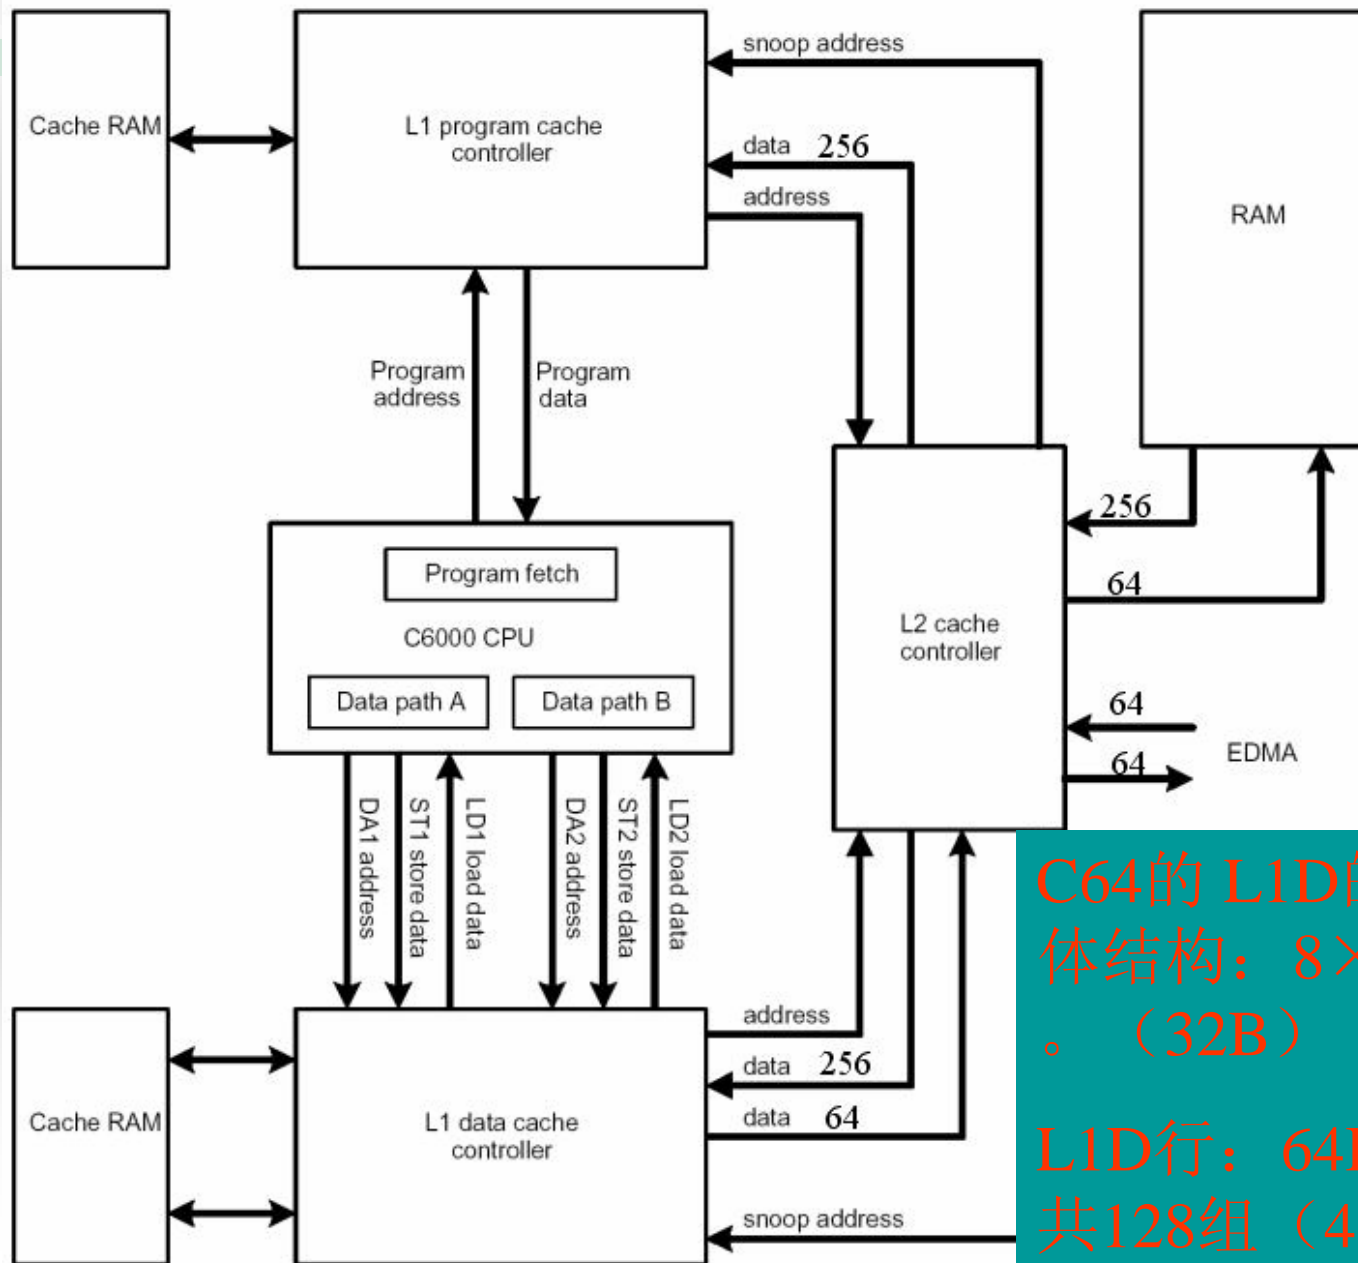 snoop address
Cache RAM
L1 program cache
controller
data 256
address
RAM
Program
address
Program
data
256
Program fetch
64
C6000 CPU
L2 cache
controller
Data path A
Data path B
64
EDMA
64
DA1 address
ST1 store data
LD1 load data
DA2 address
ST2 store data
LD2 load data
address
data 256
data 64
Cache RAM
L1 data cache
controller
snoop address
C64的 L1D
体结构：8×
。（32B）
L1D行：64
共128组（4